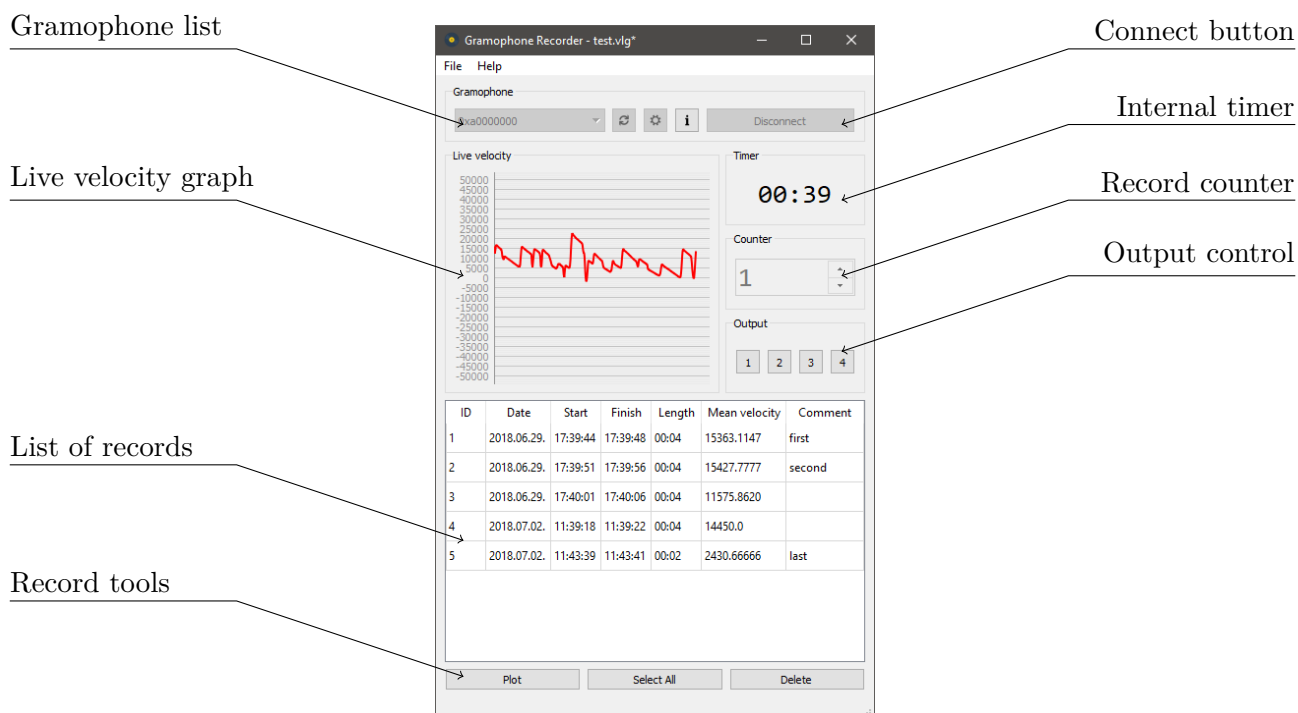 Gramophone list
Live velocity graph
List of records
Record tools
Connect button
Internal timer
Record counter
Output control
Gramophone Recorder - test.vlg*
File Help
Gramophone
0xa0000000 i Disconnect
Live velocity
50000
45000
40000
35000
30000
25000
20000
15000
10000
5000
0
-5000
-10000
-15000
-20000
-25000
-30000
-35000
-40000
-45000
-50000
Timer
00:39
Counter
1
Output
1 2 3 4
ID Date Start Finish Length Mean velocity Comment
1 2018.06.29. 17:39:44 17:39:48 00:04 15363.1147 first
2 2018.06.29. 17:39:51 17:39:56 00:04 15427.7777 second
3 2018.06.29. 17:40:01 17:40:06 00:04 11575.8620
4 2018.07.02. 11:39:18 11:39:22 00:04 14450.0
5 2018.07.02. 11:43:39 11:43:41 00:02 2430.66666 last
Plot Select All Delete